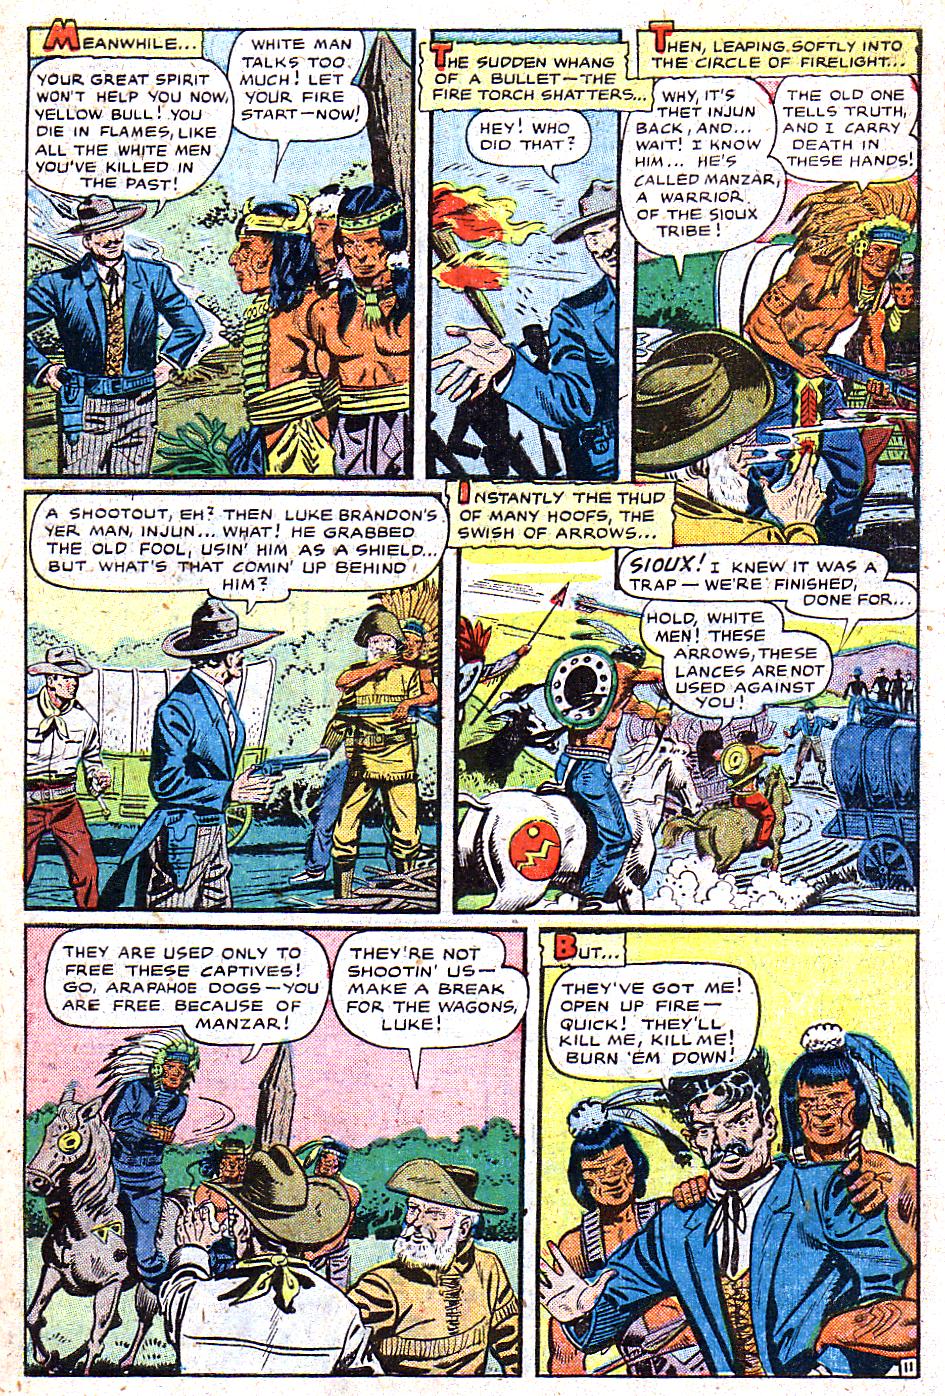 MEANWHILE...
YOUR GREAT SPIRIT
WON'T HELP YOU NOW,
YELLOW BULL! YOU
DIE IN FLAMES, LIKE
ALL THE WHITE MEN
YOU'VE KILLED IN
THE PAST!
WHITE MAN
TALKS TOO
MUCH! LET
YOUR FIRE
START—NOW!
THE SUDDEN WHANG
OF A BULLET—THE
FIRE TORCH SHATTERS...
HEY! WHO
DID THAT?
THEN, LEAPING SOFTLY INTO
THE CIRCLE OF FIRELIGHT...
WHY, IT'S
THET INJUN
BACK, AND...
WAIT! I KNOW
HIM... HE'S
CALLED MANZAR,
A WARRIOR
OF THE SIOUX
TRIBE!
THE OLD ONE
TELLS TRUTH,
AND I CARRY
DEATH IN
THESE HANDS!
A SHOOTOUT, EH? THEN LUKE BRANDON'S
YER MAN, INJUN... WHAT! HE GRABBED
THE OLD FOOL, USIN' HIM AS A SHIELD...
BUT WHAT'S THAT COMIN' UP BEHIND
HIM?
INSTANTLY THE THUD
OF MANY HOOFS, THE
SWISH OF ARROWS...
SIOUX! I KNEW IT WAS A
TRAP—WE'RE FINISHED,
DONE FOR...
HOLD, WHITE
MEN! THESE
ARROWS, THESE
LANCES ARE NOT
USED AGAINST
YOU!
THEY ARE USED ONLY TO
FREE THESE CAPTIVES!
GO, ARAPAHOE DOGS—YOU
ARE FREE BECAUSE OF
MANZAR!
THEY'RE NOT
SHOOTIN' US—
MAKE A BREAK
FOR THE WAGONS,
LUKE!
BUT...
THEY'VE GOT ME!
OPEN UP FIRE—
QUICK! THEY'LL
KILL ME, KILL ME!
BURN 'EM DOWN!
11